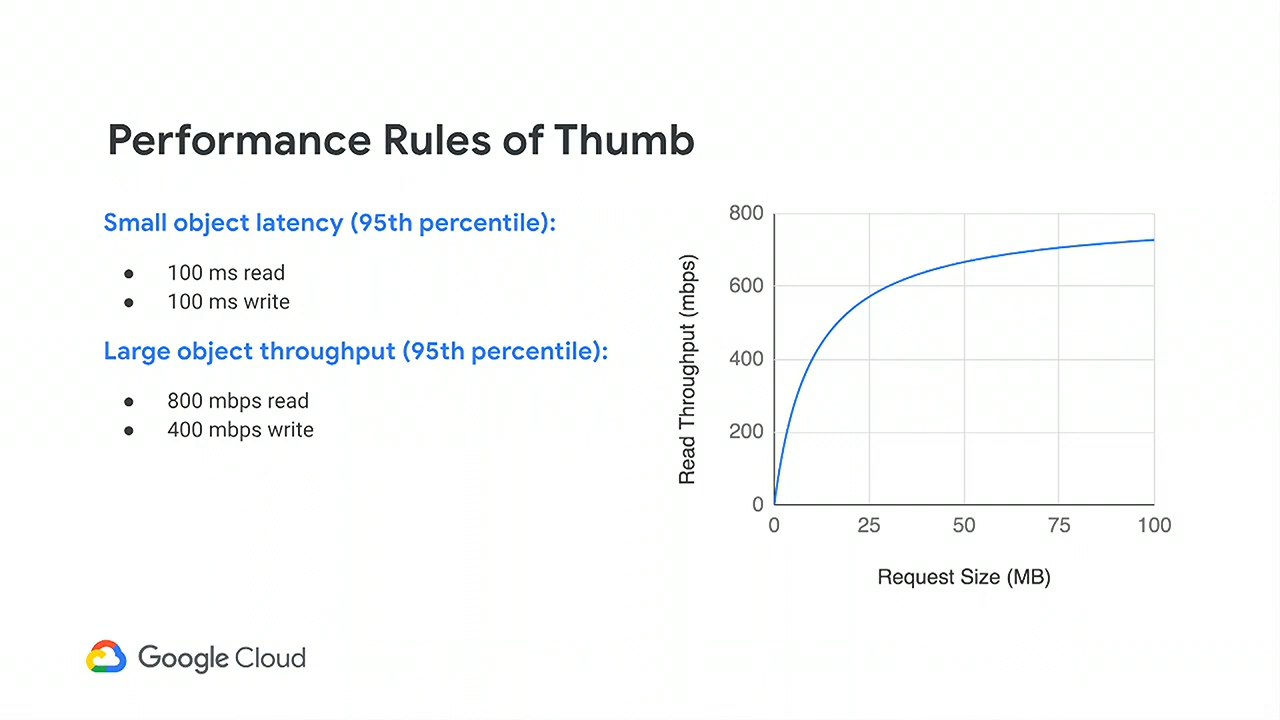 Performance Rules of Thumb
Small object latency (95th percentile):
● 100 ms read
● 100 ms write
Large object throughput (95th percentile):
● 800 mbps read
● 400 mbps write
Read Throughput (mbps)
800
600
400
200
0
0 25 50 75 100
Request Size (MB)
Google Cloud